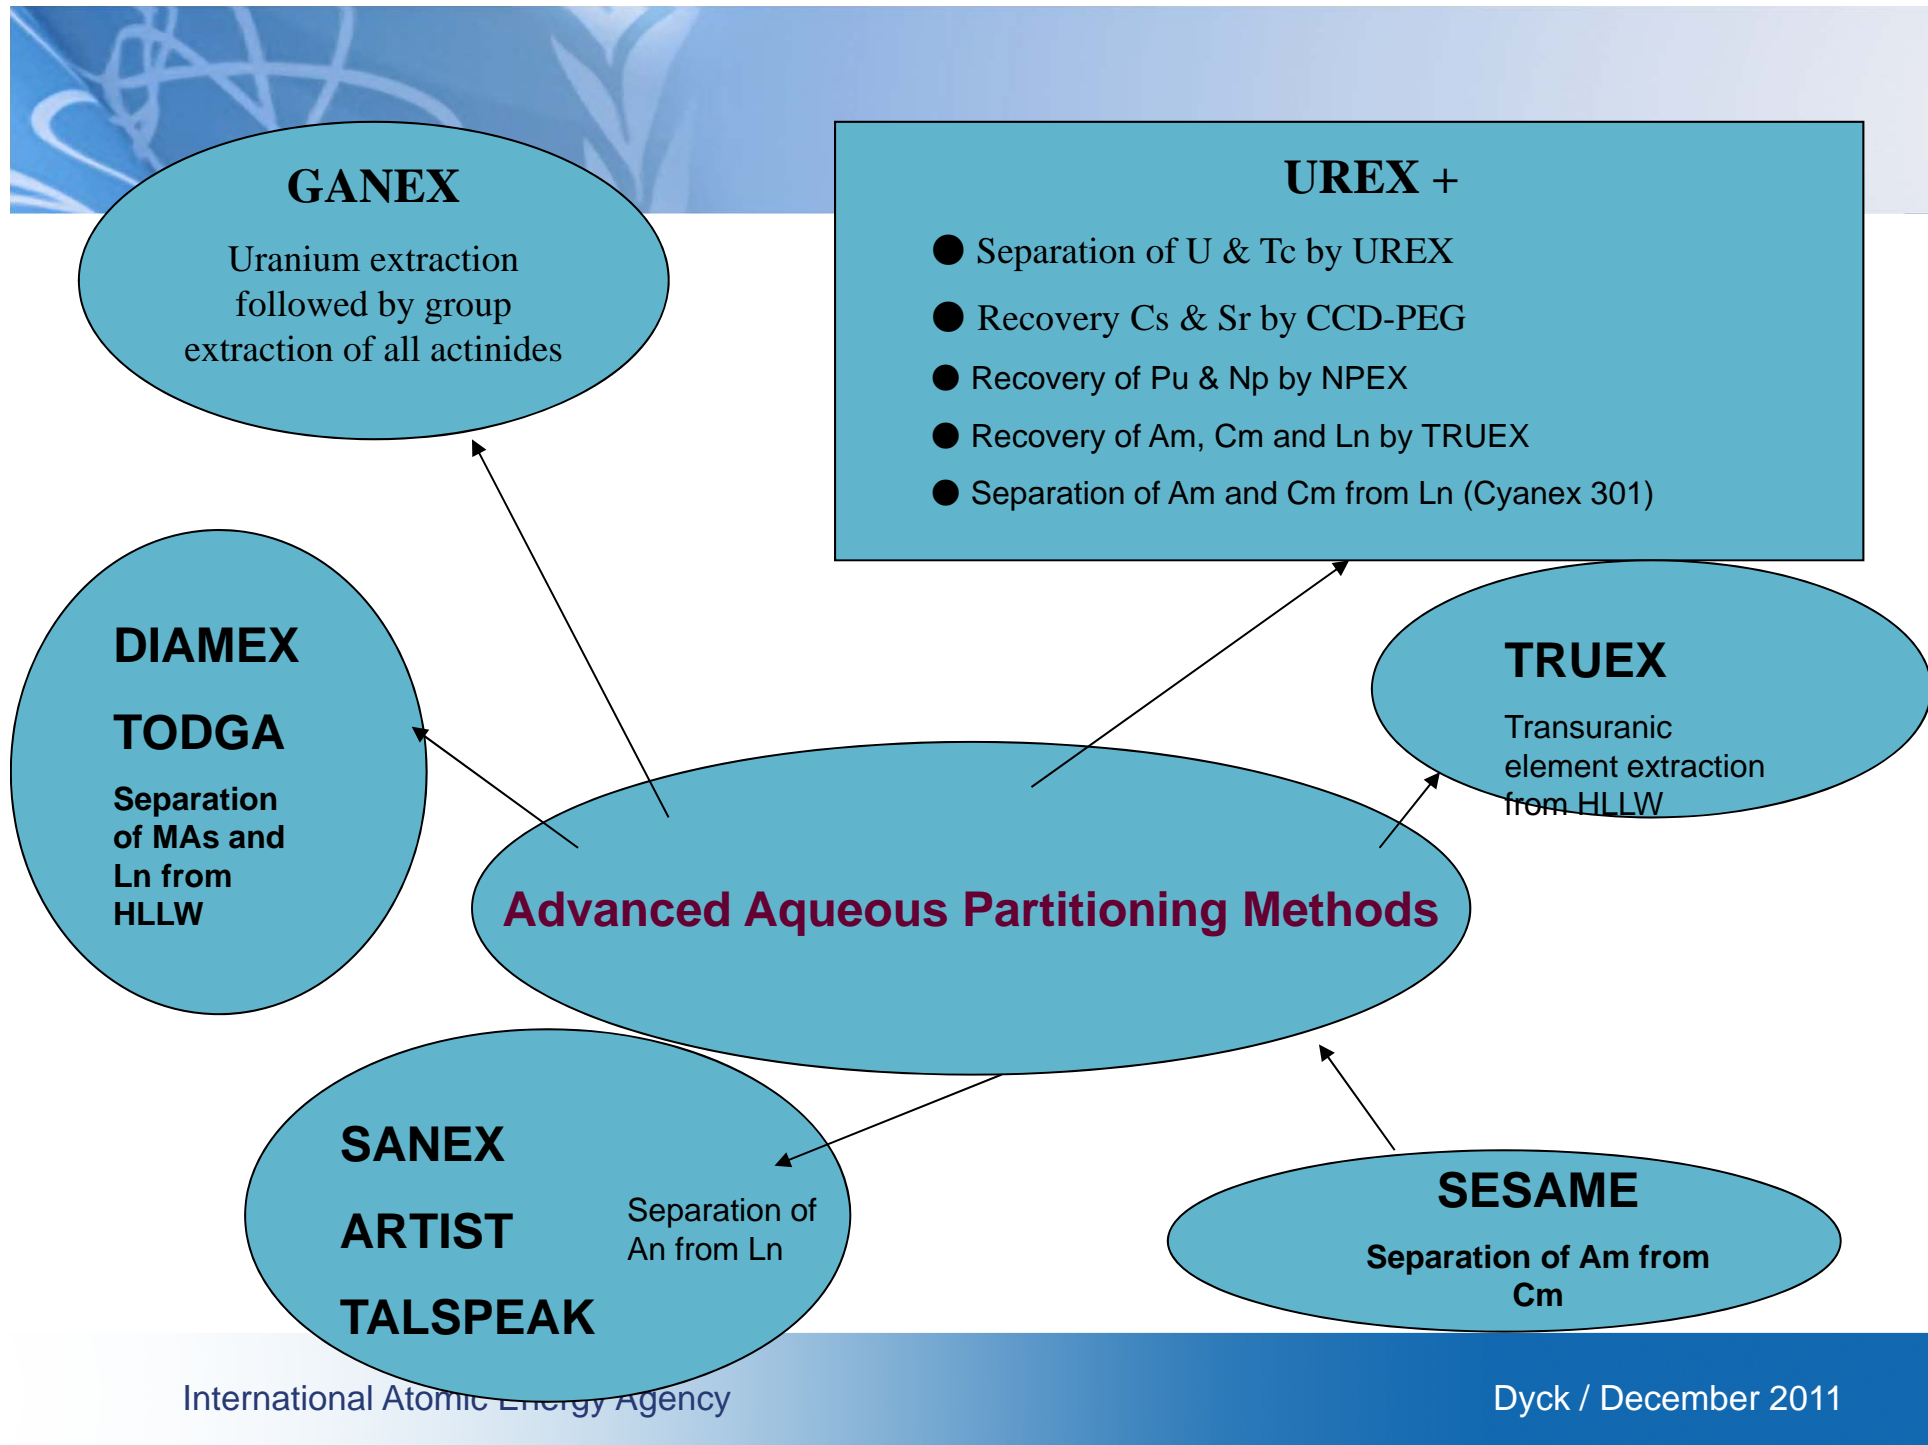 GANEX
Uranium extraction
followed by group
extraction of all actinides
UREX +
● Separation of U & Tc by UREX
● Recovery Cs & Sr by CCD-PEG
● Recovery of Pu & Np by NPEX
● Recovery of Am, Cm and Ln by TRUEX
● Separation of Am and Cm from Ln (Cyanex 301)
DIAMEX
TODGA
Separation
of MAs and
Ln from
HLLW
TRUEX
Transuranic
element extraction
from HLLW
Advanced Aqueous Partitioning Methods
SANEX
ARTIST
TALSPEAK
Separation of
An from Ln
SESAME
Separation of Am from
Cm
International Atomic Energy Agency
Dyck / December 2011